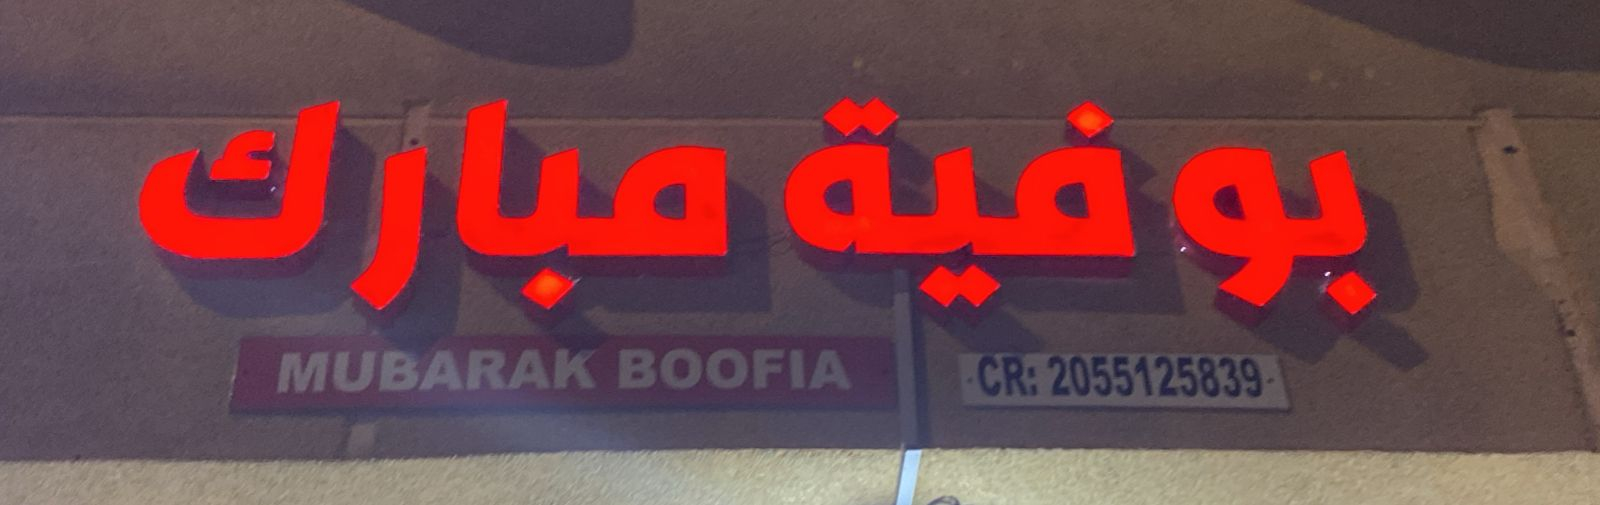 بوفية مبارك
MUBARAK BOOFIA
CR: 2055125839